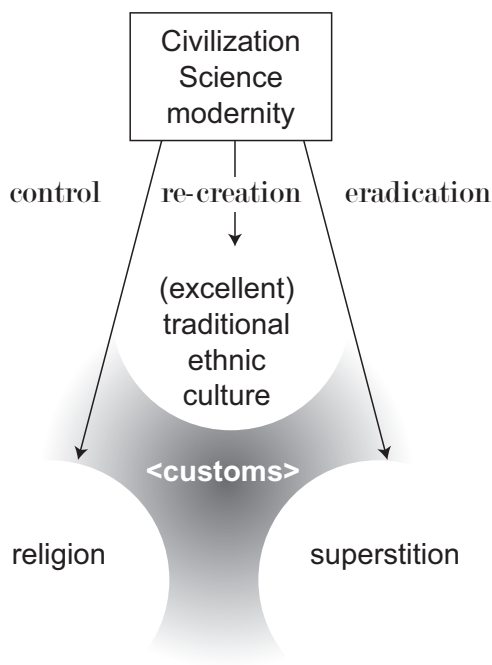 Civilization
Science
modernity
control
re-creation
eradication
(excellent)
traditional
ethnic
culture
<customs>
religion
superstition